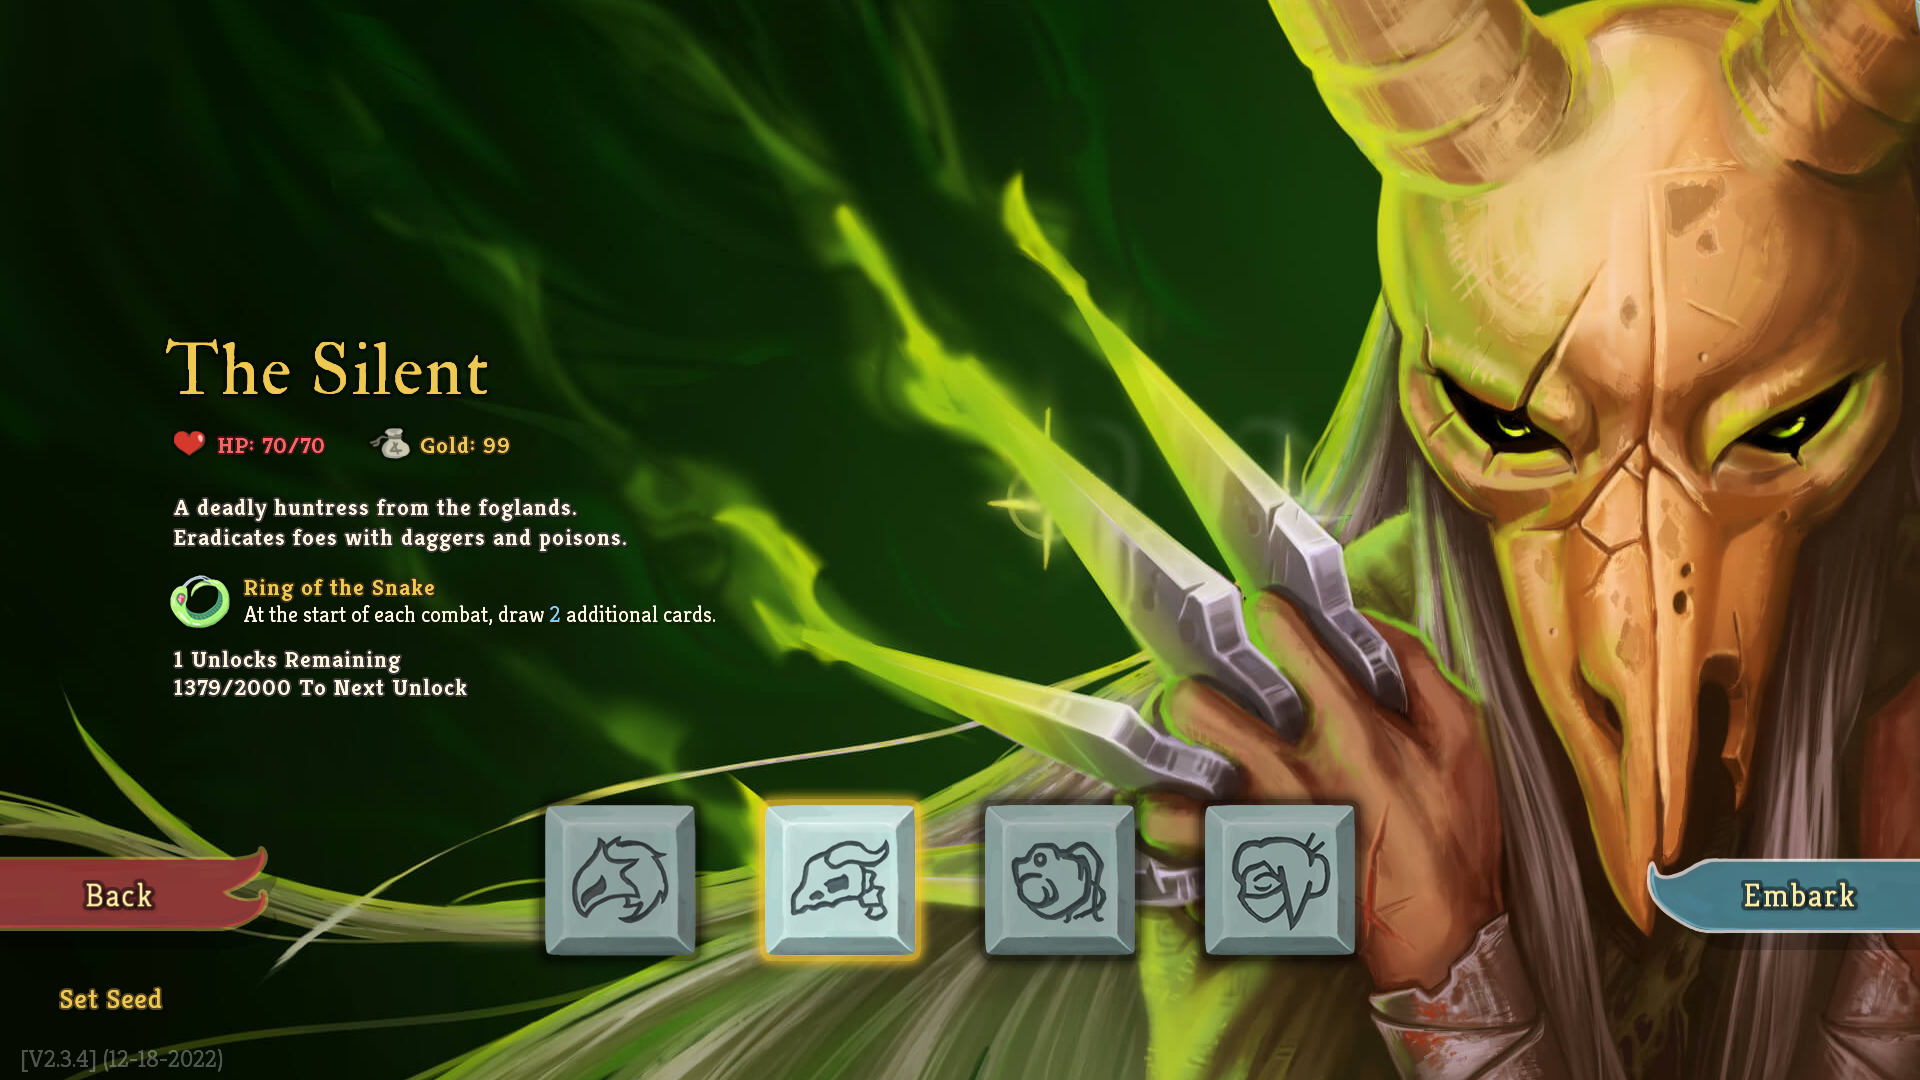 The Silent
HP: 70/70 Gold: 99
A deadly huntress from the foglands.
Eradicates foes with daggers and poisons.
Ring of the Snake
At the start of each combat, draw 2 additional cards.
1 Unlocks Remaining
1379/2000 To Next Unlock
Back
Embark
Set Seed
[V2.3.4] (12-18-2022)